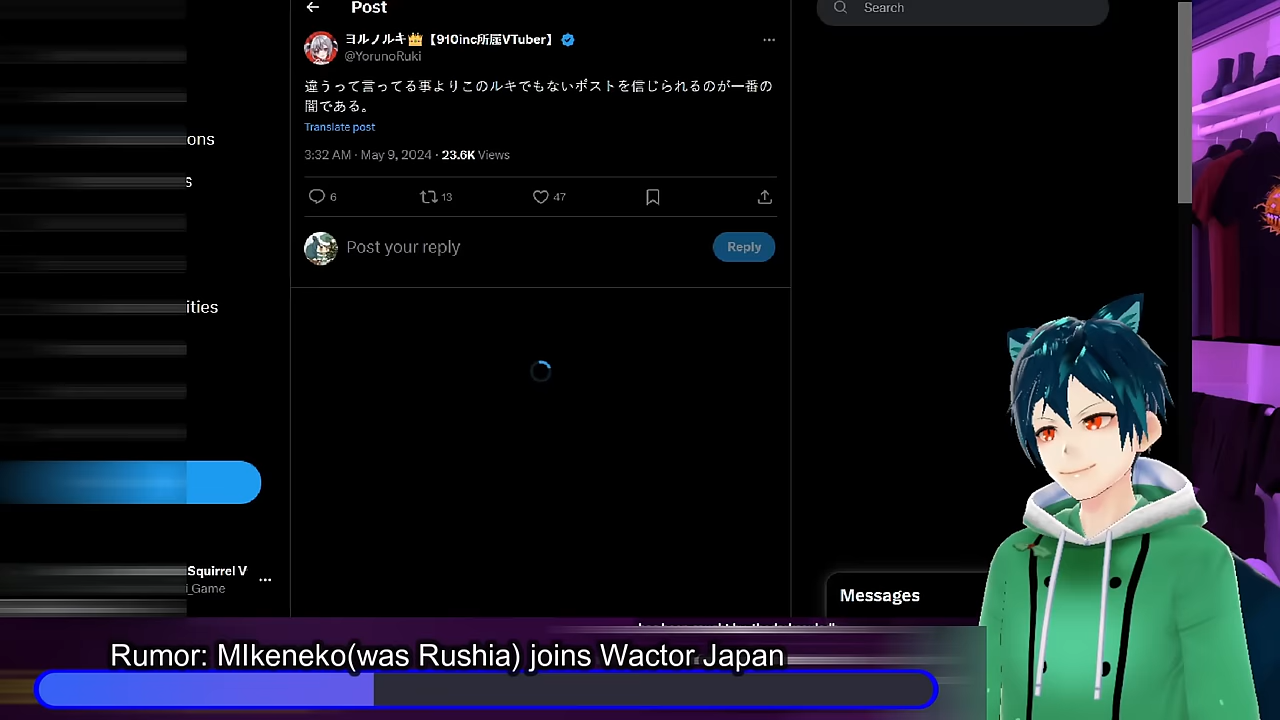 Post
Search
ヨルノルキ👑【910inc所属VTuber】
@YorunoRuki
違うって言ってる事よりこのルキでもないポストを信じられるのが一番の
闇である。
Translate post
3:32 AM · May 9, 2024 · 23.6K Views
6 13 47
Post your reply
Reply
ons
s
ities
Squirrel V
i_Game
Messages
Rumor: MIkeneko(was Rushia) joins Wactor Japan